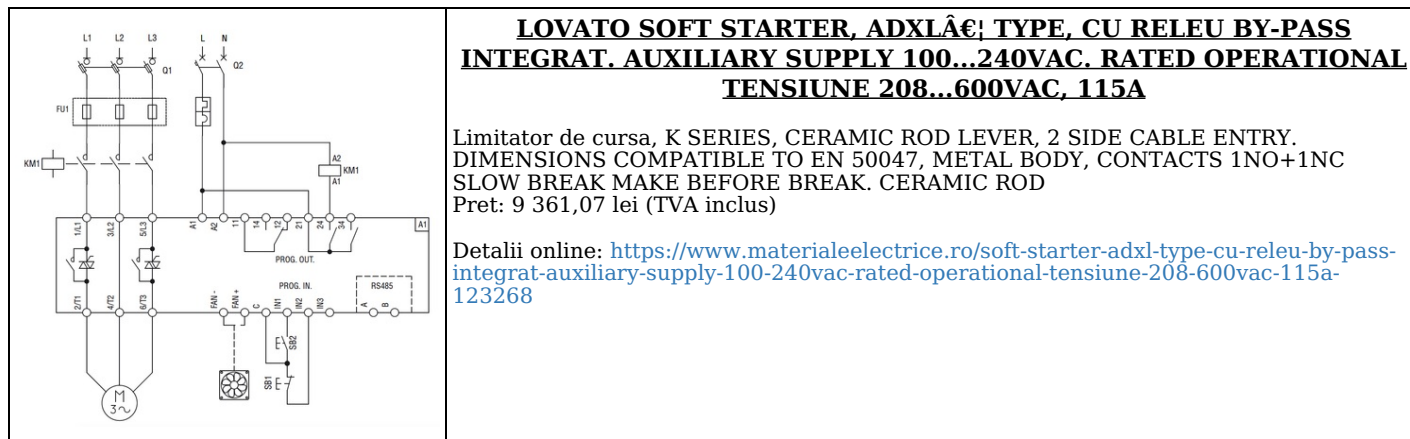 L1 L2 L3 L N
Q1 Q2
FU1
KM1
A2
KM1
A1
1/L1 3/L2 5/L3 A1 A2 11 14 12 21 24 34 A1
PROG. OUT.
PROG. IN. RS485
2/T1 4/T2 6/T3 FAN - FAN + C IN1 IN2 IN3 A B
SB2
SB1
M
3~
LOVATO SOFT STARTER, ADXLÂ€¦ TYPE, CU RELEU BY-PASS
INTEGRAT. AUXILIARY SUPPLY 100...240VAC. RATED OPERATIONAL
TENSIUNE 208...600VAC, 115A
Limitator de cursa, K SERIES, CERAMIC ROD LEVER, 2 SIDE CABLE ENTRY.
DIMENSIONS COMPATIBLE TO EN 50047, METAL BODY, CONTACTS 1NO+1NC
SLOW BREAK MAKE BEFORE BREAK. CERAMIC ROD
Pret: 9 361,07 lei (TVA inclus)
Detalii online: https://www.materialeelectrice.ro/soft-starter-adxl-type-cu-releu-by-pass-
integrat-auxiliary-supply-100-240vac-rated-operational-tensiune-208-600vac-115a-
123268